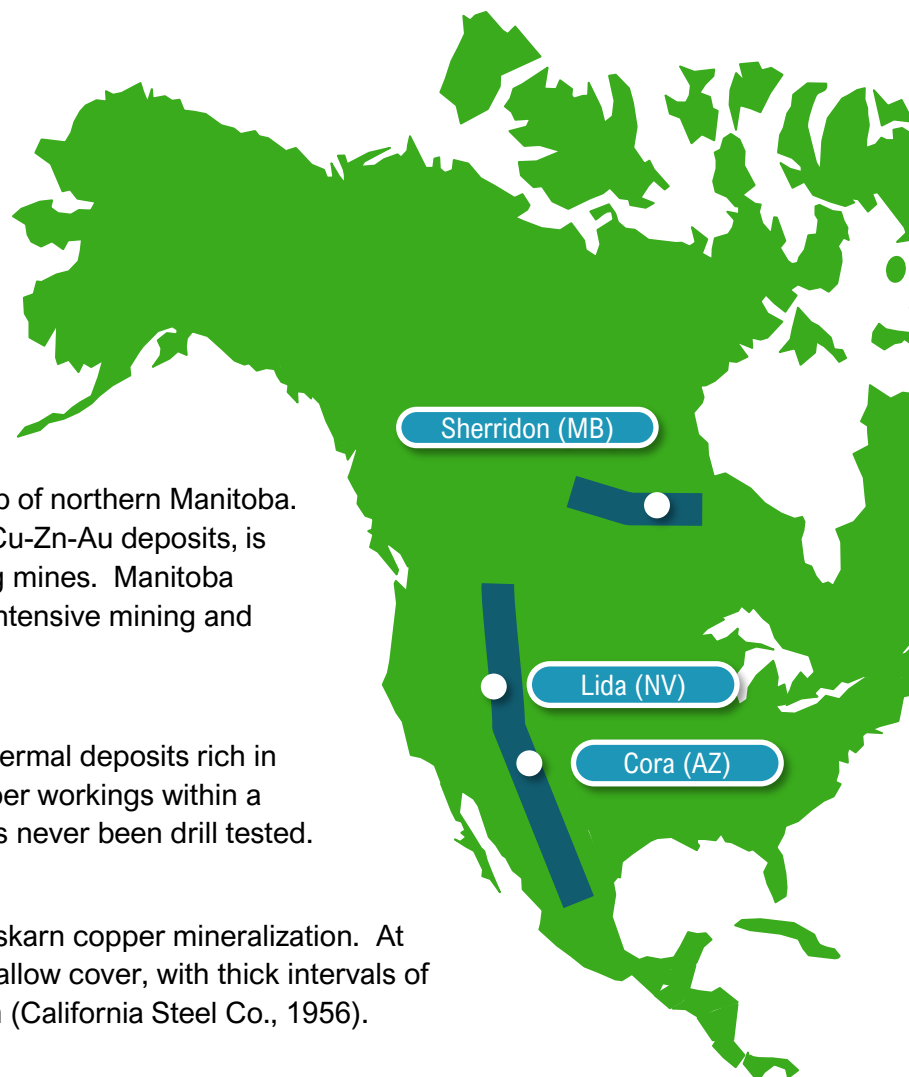 Sherridon (MB)
p of northern Manitoba.
Cu-Zn-Au deposits, is
g mines.  Manitoba
ntensive mining and
Lida (NV)
ermal deposits rich in
Cora (AZ)
per workings within a
s never been drill tested.
skarn copper mineralization.  At
allow cover, with thick intervals of
(California Steel Co., 1956).